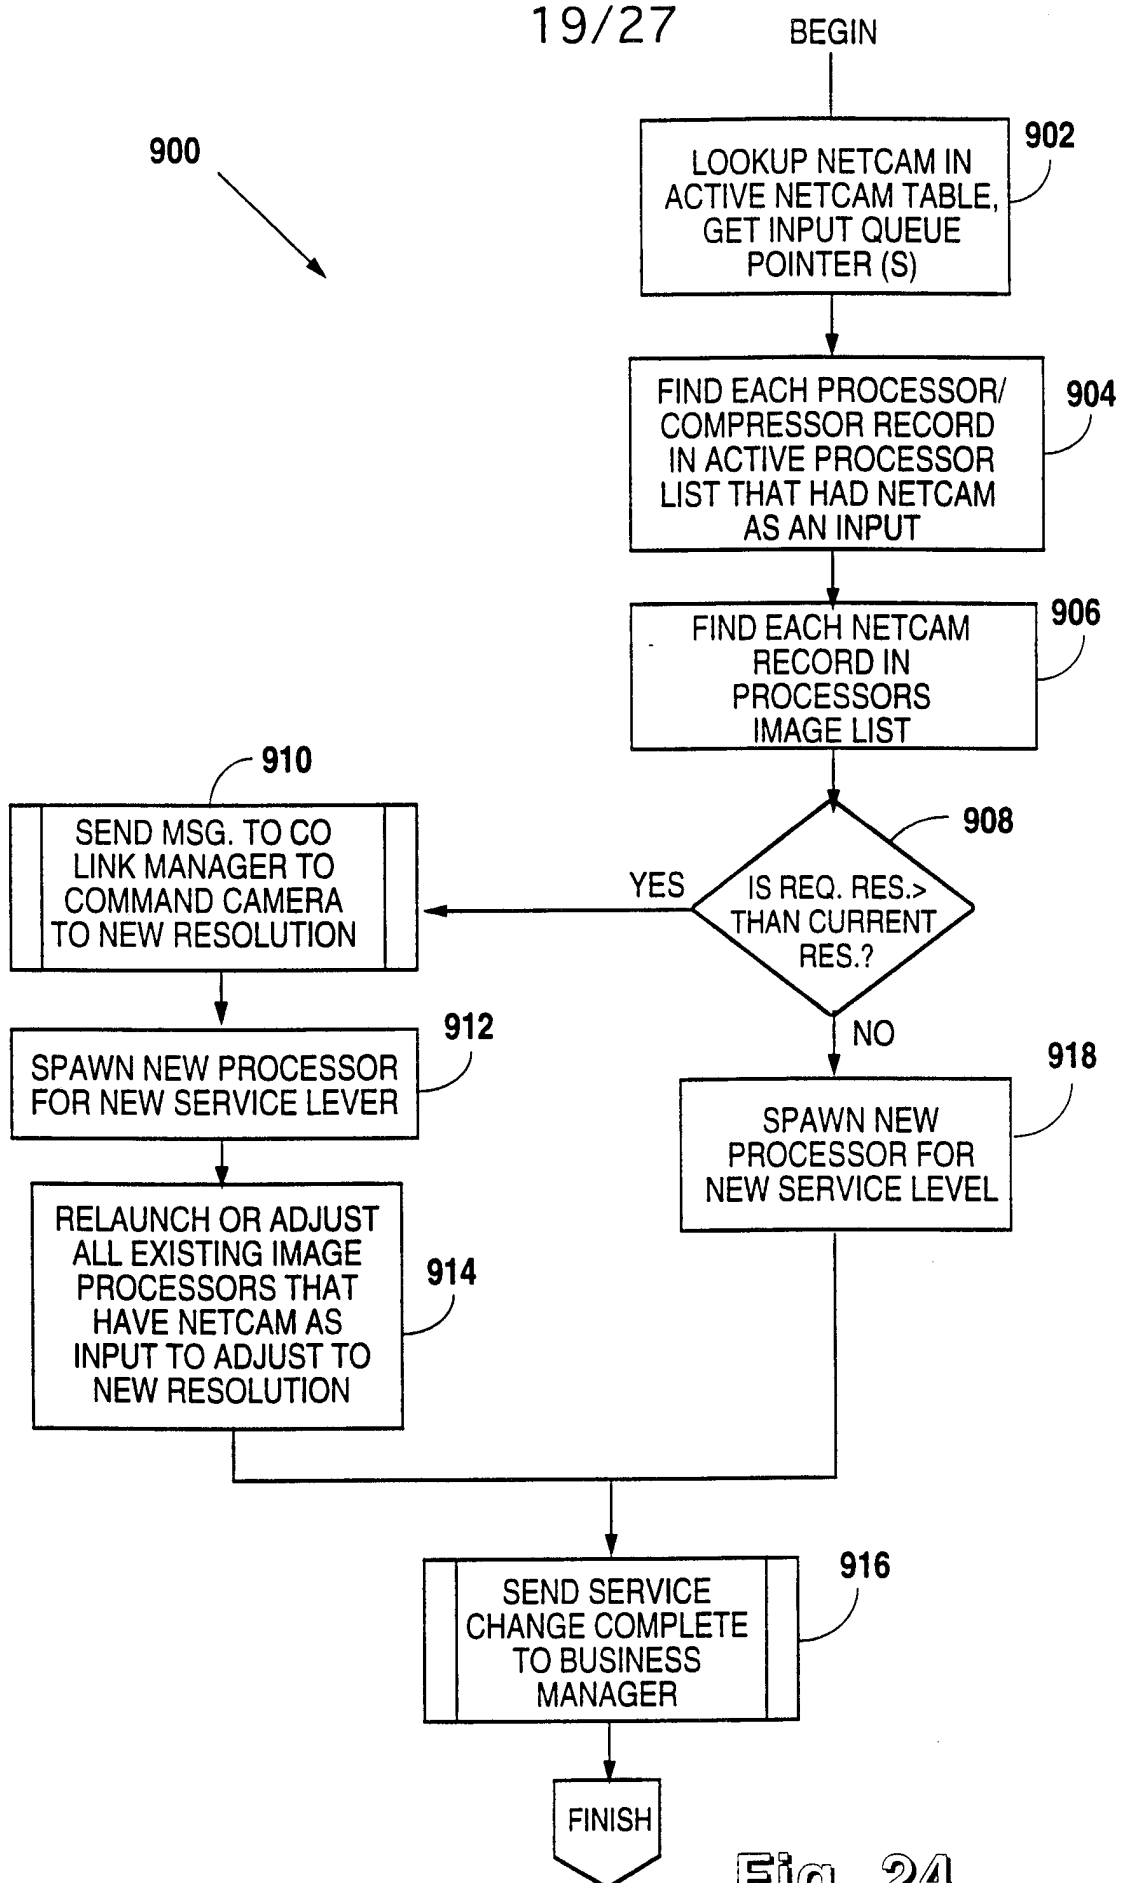 19/27
BEGIN
900
902
LOOKUP NETCAM IN
ACTIVE NETCAM TABLE,
GET INPUT QUEUE
POINTER (S)
904
FIND EACH PROCESSOR/
COMPRESSOR RECORD
IN ACTIVE PROCESSOR
LIST THAT HAD NETCAM
AS AN INPUT
906
FIND EACH NETCAM
RECORD IN
PROCESSORS
IMAGE LIST
908
IS REQ. RES.>
THAN CURRENT
RES.?
YES
NO
910
SEND MSG. TO CO
LINK MANAGER TO
COMMAND CAMERA
TO NEW RESOLUTION
912
SPAWN NEW PROCESSOR
FOR NEW SERVICE LEVER
914
RELAUNCH OR ADJUST
ALL EXISTING IMAGE
PROCESSORS THAT
HAVE NETCAM AS
INPUT TO ADJUST TO
NEW RESOLUTION
918
SPAWN NEW
PROCESSOR FOR
NEW SERVICE LEVEL
916
SEND SERVICE
CHANGE COMPLETE
TO BUSINESS
MANAGER
FINISH
Fig. 24